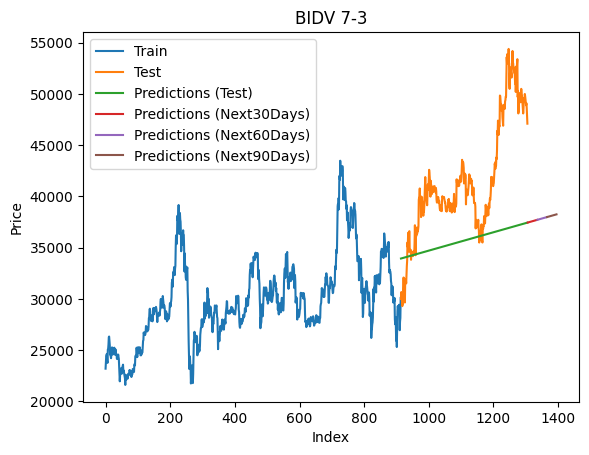 BIDV 7-3
Train
Test
Predictions (Test)
Predictions (Next30Days)
Predictions (Next60Days)
Predictions (Next90Days)
Price
55000
50000
45000
40000
35000
30000
25000
20000
0 200 400 600 800 1000 1200 1400
Index